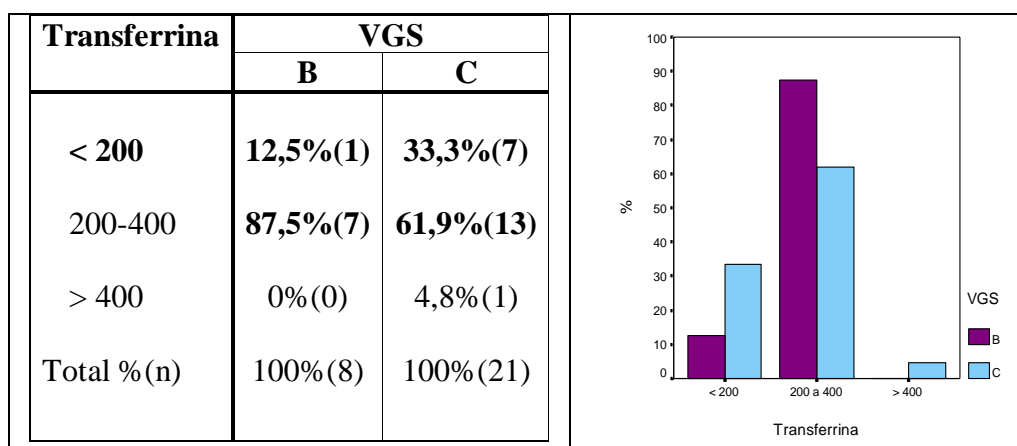 Transferrina VGS
B C
< 200 12,5%(1) 33,3%(7)
200-400 87,5%(7) 61,9%(13)
> 400 0%(0) 4,8%(1)
Total %(n) 100%(8) 100%(21)
100
90
80
70
60
50
40
30
20
10
0
%
< 200 200 a 400 > 400
Transferrina
VGS
B
C